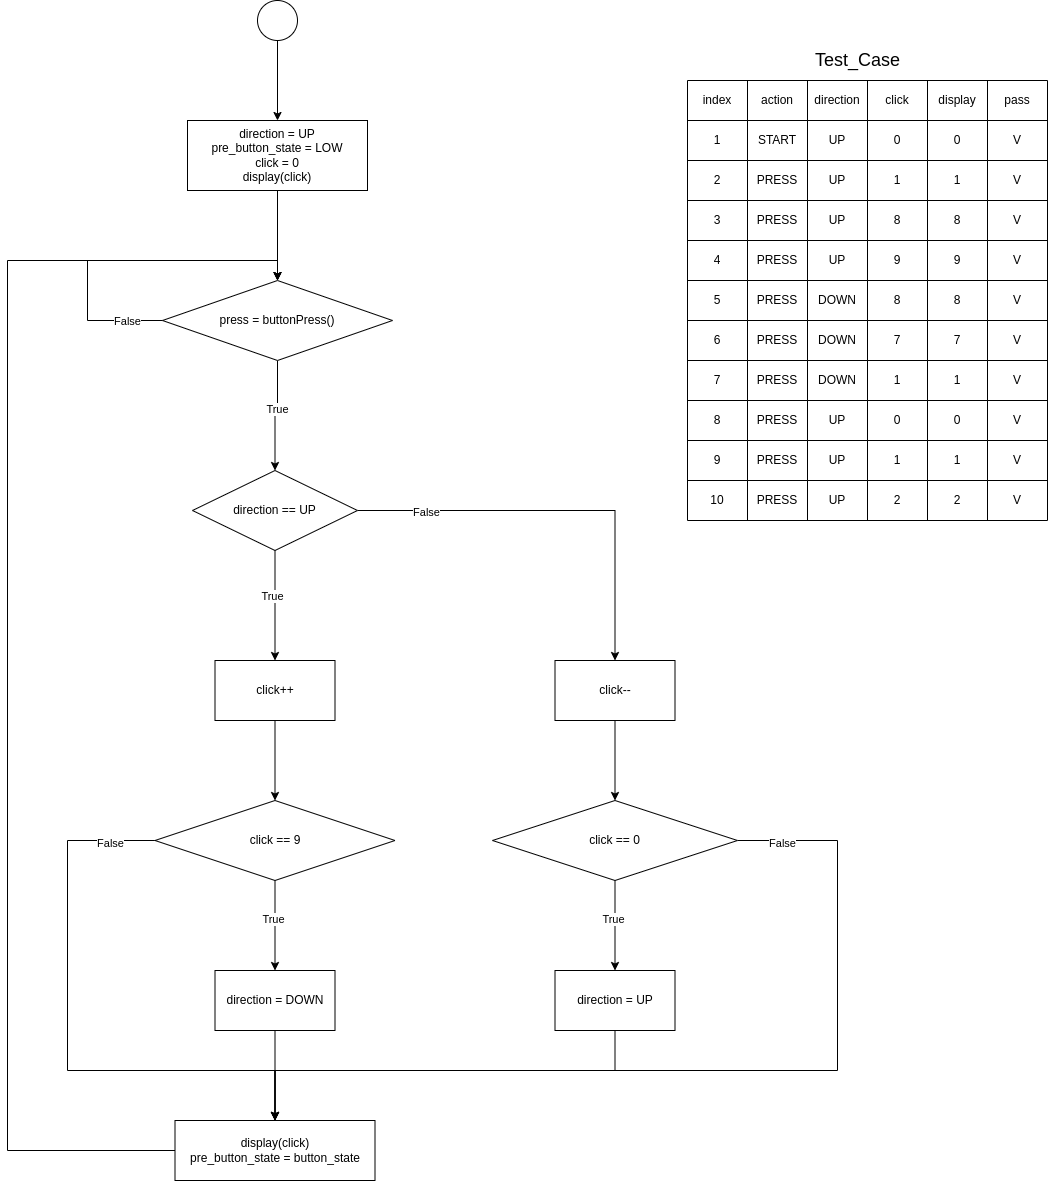 direction = UP
pre_button_state = LOW
click = 0
display(click)
False
press = buttonPress()
True
direction == UP
False
True
click++
click--
False
click == 9
click == 0
False
True
True
direction = DOWN
direction = UP
display(click)
pre_button_state = button_state
Test_Case
index action direction click display pass
1 START UP 0 0 V
2 PRESS UP 1 1 V
3 PRESS UP 8 8 V
4 PRESS UP 9 9 V
5 PRESS DOWN 8 8 V
6 PRESS DOWN 7 7 V
7 PRESS DOWN 1 1 V
8 PRESS UP 0 0 V
9 PRESS UP 1 1 V
10 PRESS UP 2 2 V